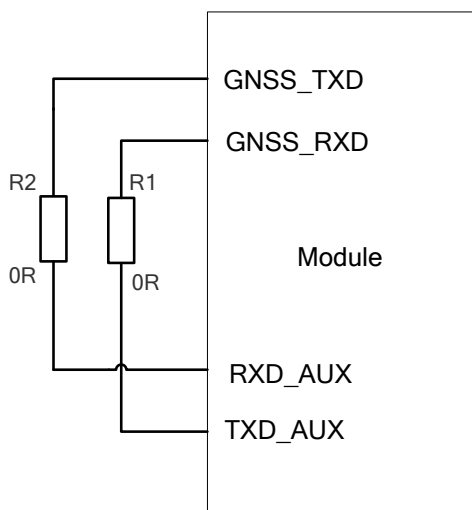 GNSS_TXD
GNSS_RXD
R2
R1
0R
0R
Module
RXD_AUX
TXD_AUX